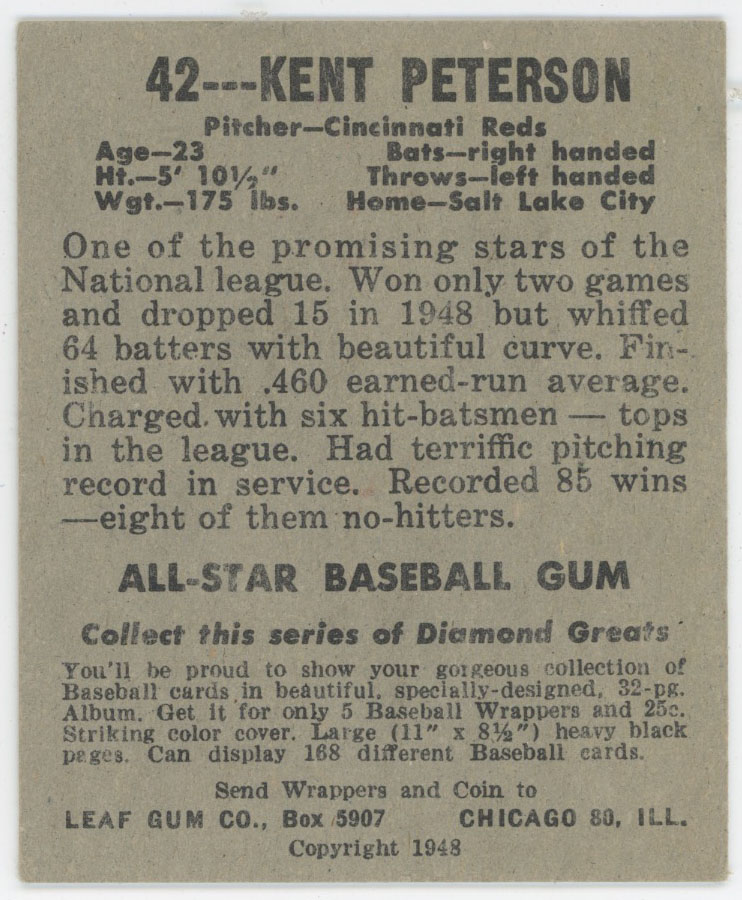 42---KENT PETERSON
Pitcher—Cincinnati Reds
Age—23 Bats—right handed
Ht.—5' 10½" Throws—left handed
Wgt.—175 lbs. Home—Salt Lake City
One of the promising stars of the
National league. Won only two games
and dropped 15 in 1948 but whiffed
64 batters with beautiful curve. Fin-
ished with .460 earned-run average.
Charged with six hit-batsmen — tops
in the league. Had terriffic pitching
record in service. Recorded 85 wins
—eight of them no-hitters.
ALL-STAR BASEBALL GUM
Collect this series of Diamond Greats
You'll be proud to show your gorgeous collection of
Baseball cards in beautiful, specially-designed, 32-pg.
Album. Get it for only 5 Baseball Wrappers and 25c.
Striking color cover. Large (11" x 8½") heavy black
pages. Can display 168 different Baseball cards.
Send Wrappers and Coin to
LEAF GUM CO., Box 5907 CHICAGO 80, ILL.
Copyright 1948